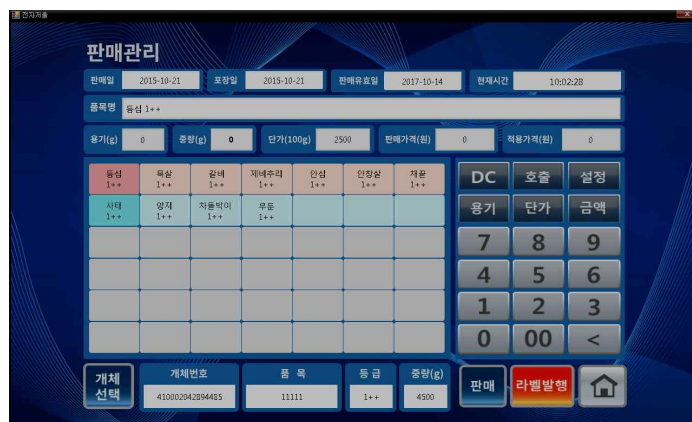 전자저울
판매관리
판매일 2015-10-21 포장일 2015-10-21 판매유효일 2017-10-14 현재시간 10:02:28
품목명 등심 1++
용기(g) 0 중량(g) 0 단가(100g) 2500 판매가격(원) 0 적용가격(원) 0
등심 목살 갈비 제비추리 안심 안창살 채끝
1++ 1++ 1++ 1++ 1++ 1++ 1++
사태 양지 차돌박이 우둔
1++ 1++ 1++ 1++
DC 호출 설정
용기 단가 금액
7 8 9
4 5 6
1 2 3
0 00 <
개체
선택
개체번호 품 목 등 급 중량(g)
410002042894485 11111 1++ 4500
판매 라벨발행